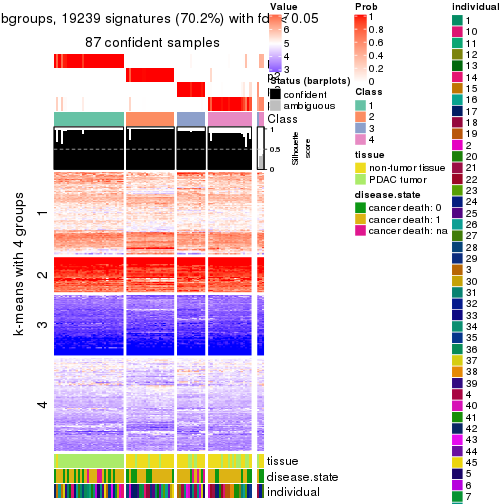 bgroups, 19239 signatures (70.2%) with fd 0.05
87 confident samples
k-means with 4 groups
1
2
3
4
1
0.5
0
Silhouette
score
Class
tissue
disease.state
individual
Value
7
6
5
4
3
Status (barplots)
confident
ambiguous
Prob
1
0.8
0.6
0.4
0.2
0
Class
1
2
3
4
tissue
non-tumor tissue
PDAC tumor
disease.state
cancer death: 0
cancer death: 1
cancer death: na
individual
1
10
11
12
13
14
15
16
17
18
19
2
20
21
22
23
24
25
26
27
28
29
3
30
31
32
33
34
35
36
37
38
39
4
40
41
42
43
44
45
5
6
7